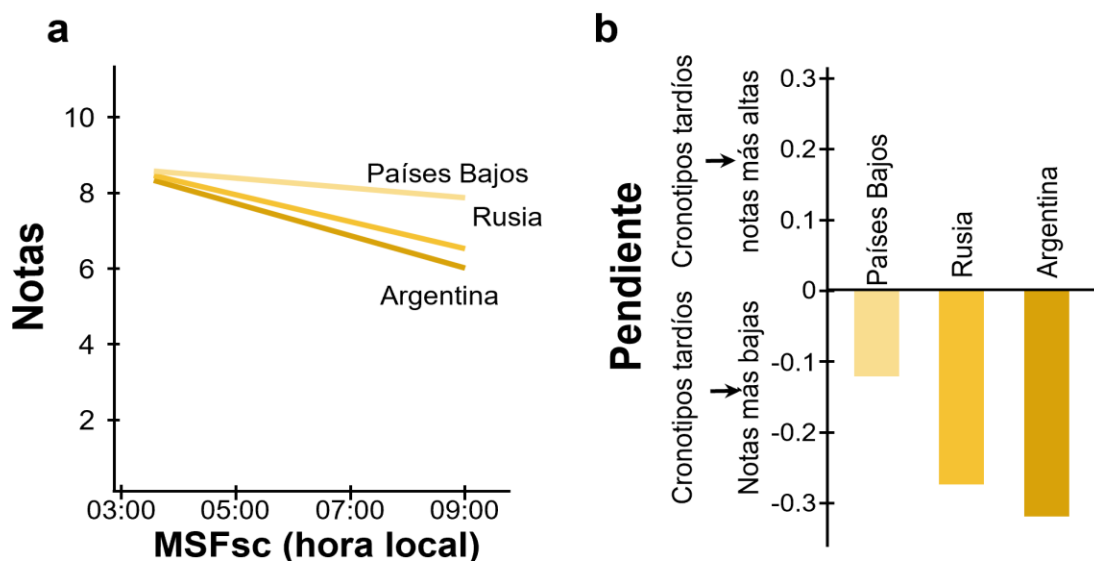 a
Notas
10
8
6
4
2
Países Bajos
Rusia
Argentina
03:00 05:00 07:00 09:00
MSFsc (hora local)
b
Pendiente
Cronotipos tardíos
notas más altas
Cronotipos tardíos
Notas más bajas
0.3
0.2
0.1
0
-0.1
-0.2
-0.3
Países Bajos
Rusia
Argentina